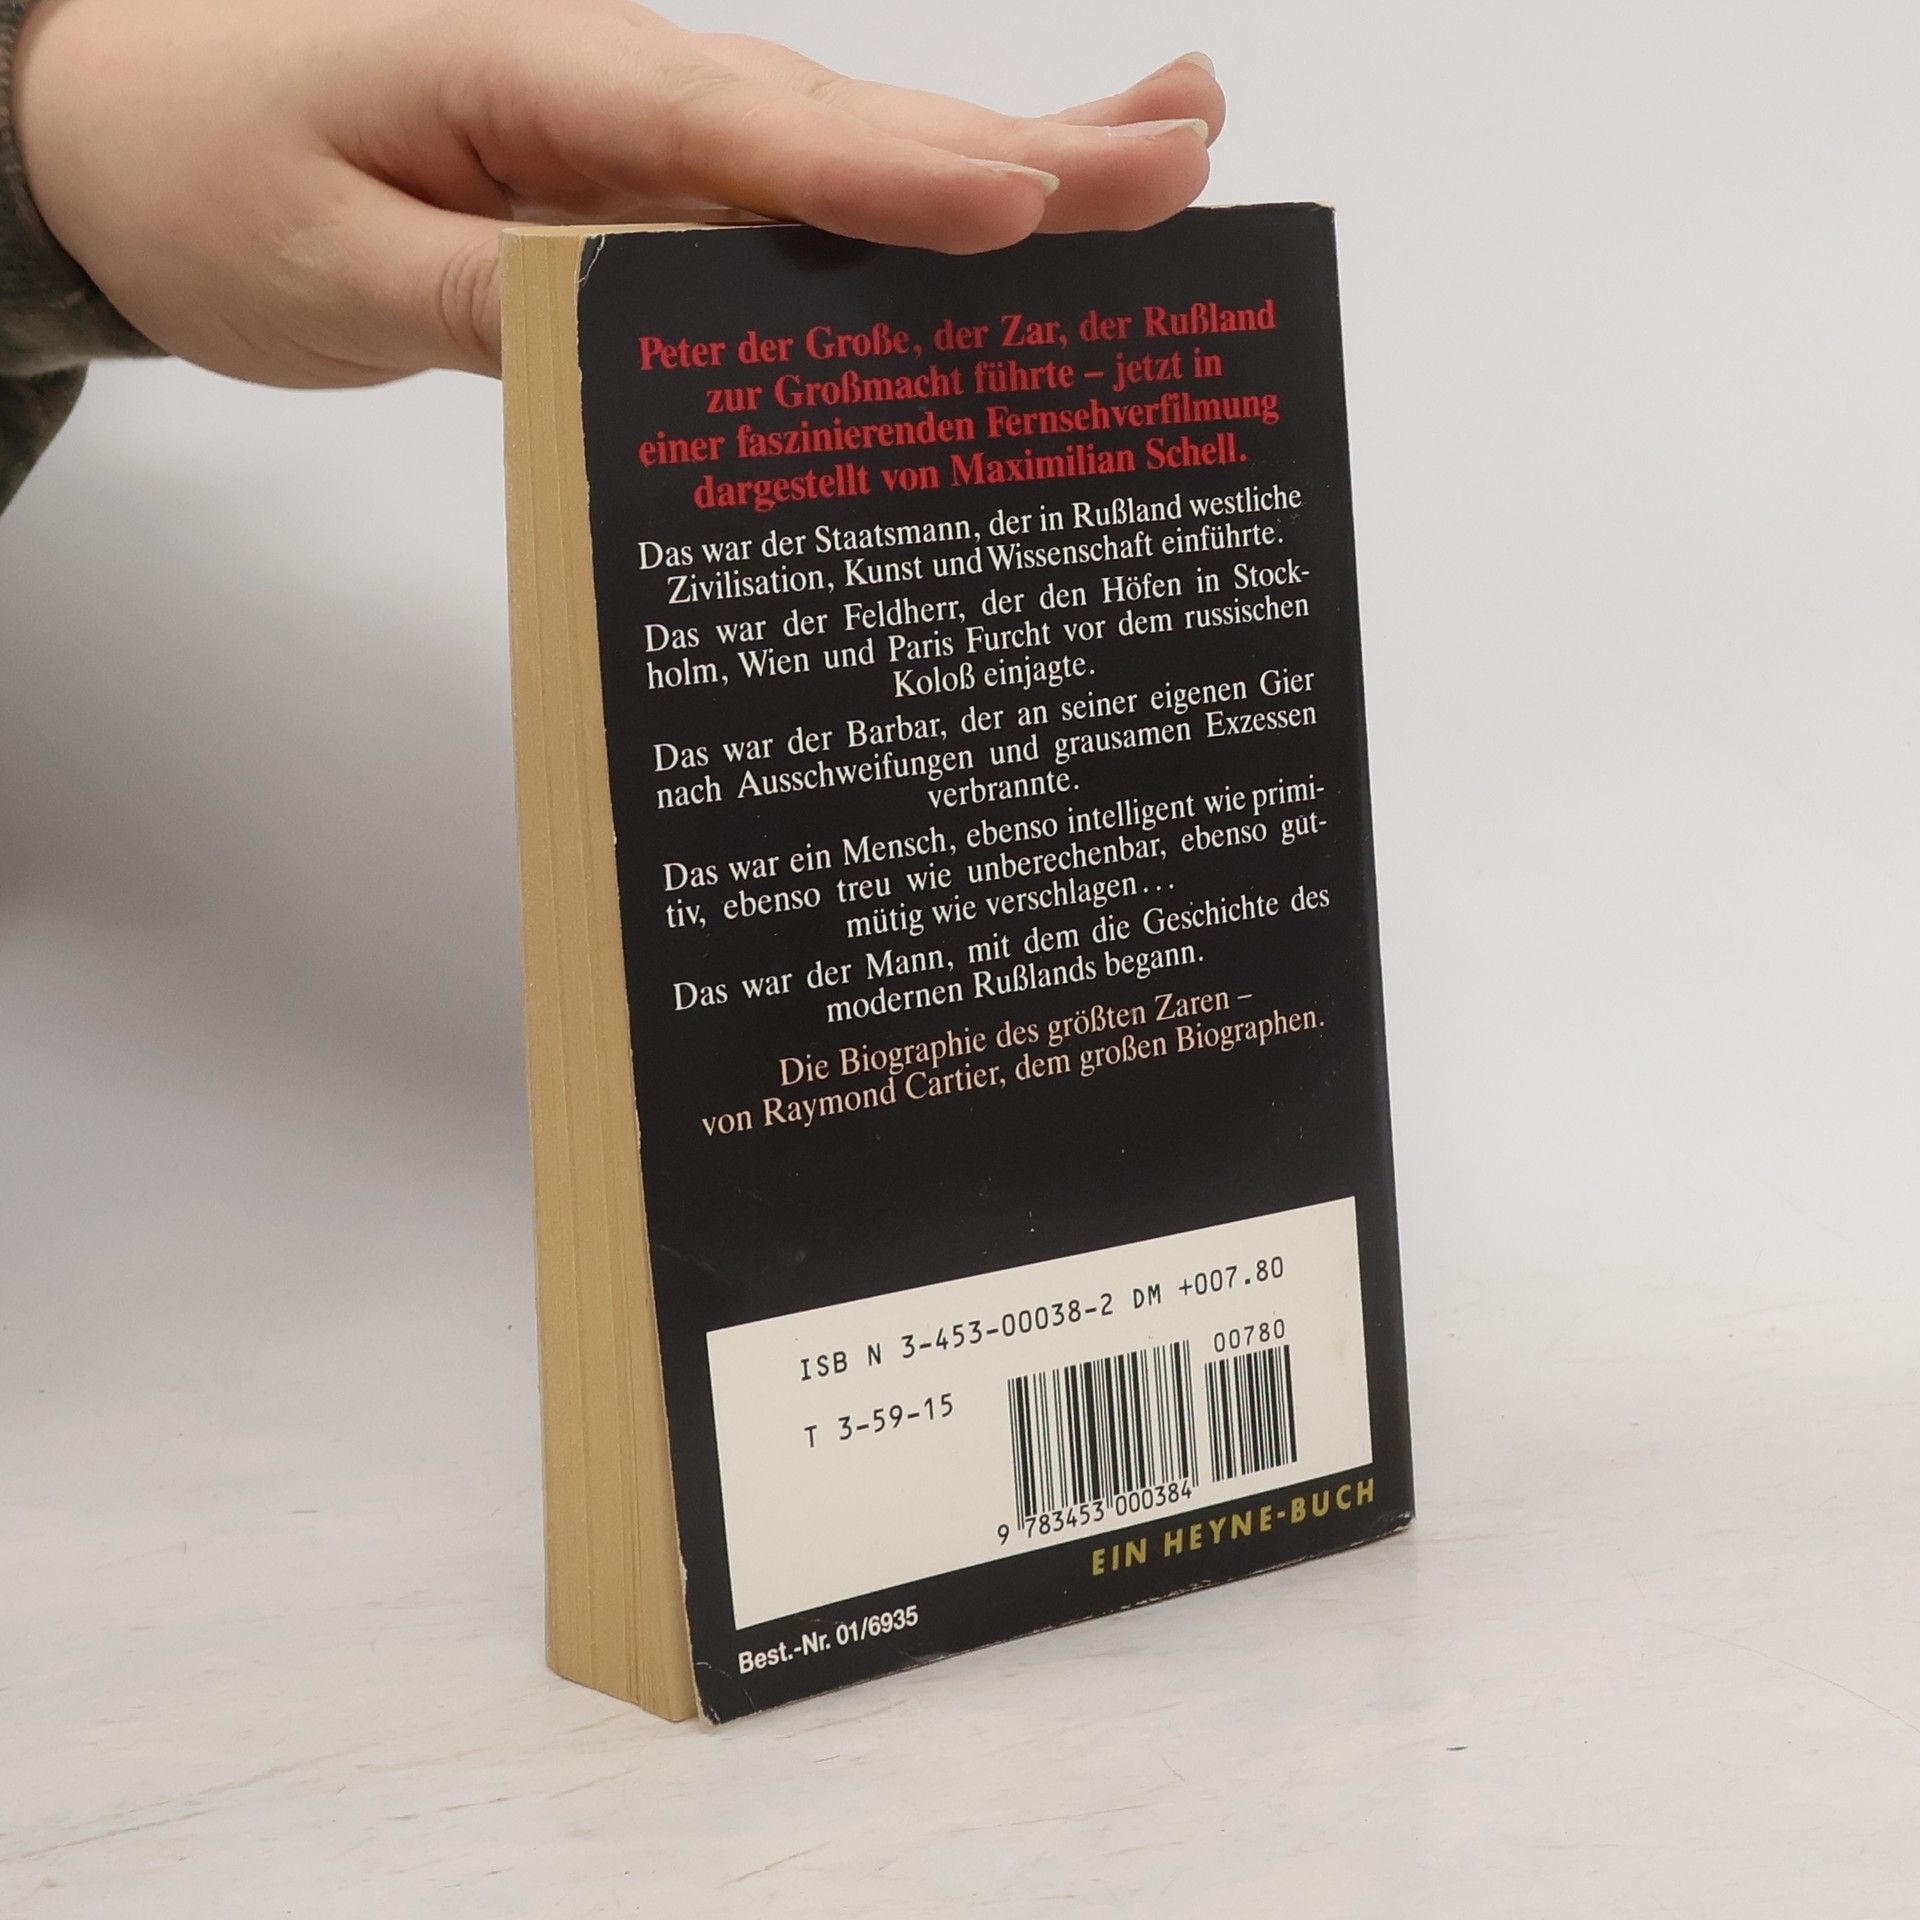 Peter der Große, der Zar, der Rußland
zur Großmacht führte – jetzt in
einer faszinierenden Fernsehverfilmung
dargestellt von Maximilian Schell.
Das war der Staatsmann, der in Rußland westliche
Zivilisation, Kunst und Wissenschaft einführte.
Das war der Feldherr, der den Höfen in Stock-
holm, Wien und Paris Furcht vor dem russischen
Koloß einjagte.
Das war der Barbar, der an seiner eigenen Gier
nach Ausschweifungen und grausamen Exzessen
verbrannte.
Das war ein Mensch, ebenso intelligent wie primi-
tiv, ebenso treu wie unberechenbar, ebenso gut-
mütig wie verschlagen...
Das war der Mann, mit dem die Geschichte des
modernen Rußlands begann.
Die Biographie des größten Zaren –
von Raymond Cartier, dem großen Biographen.
ISB N 3-453-00038-2 DM +007.80
00780
T 3-59-15
9 783453 000384
EIN HEYNE-BUCH
Best.-Nr. 01/6935